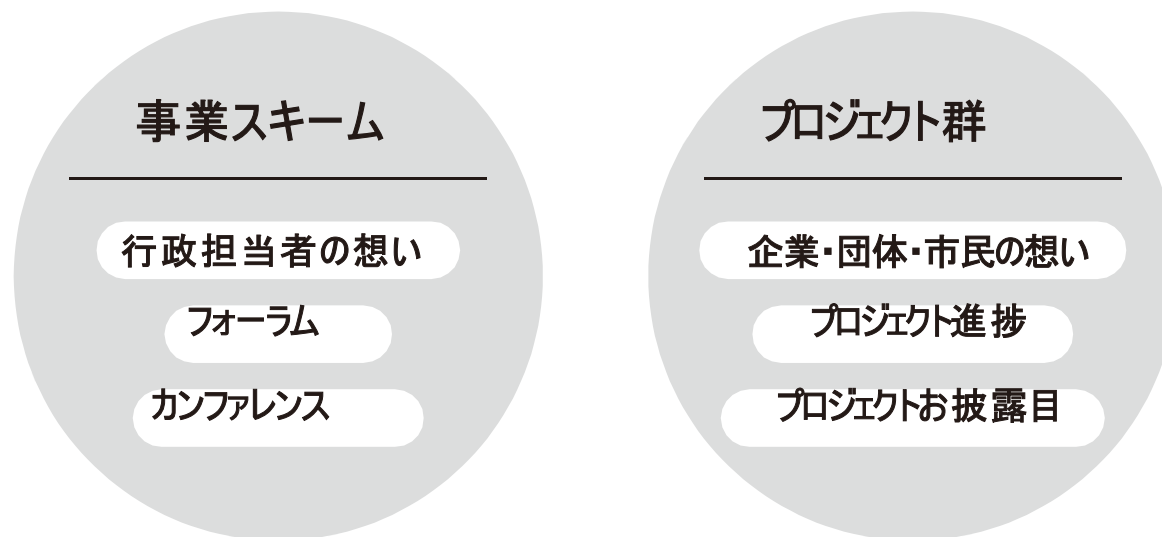 事業スキーム
行政担当者の想い
フォーラム
カンファレンス
プロジェクト群
企業・団体・市民の想い
プロジェクト進捗
プロジェクトお披露目